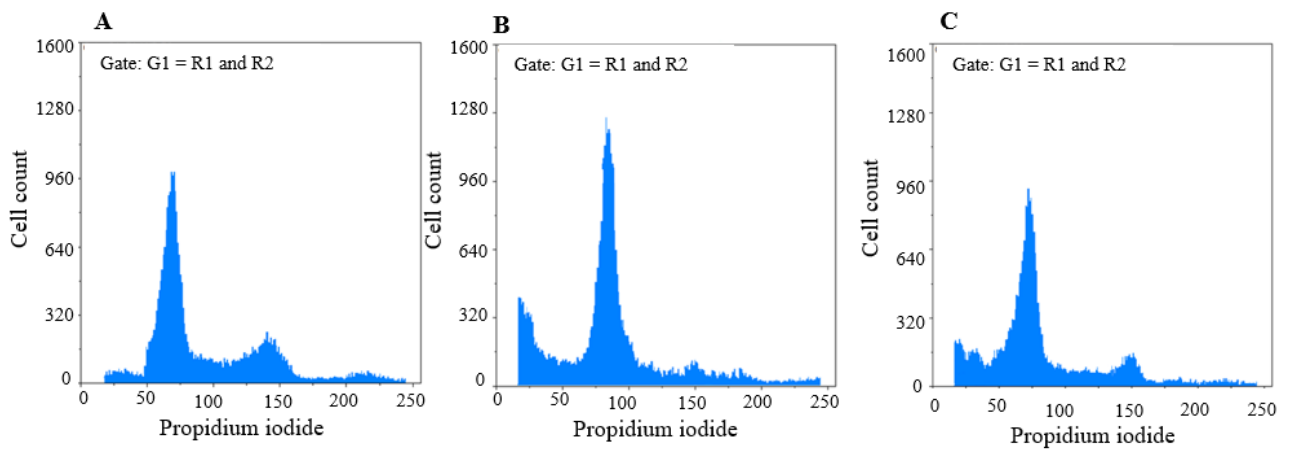 A
1600
Gate: G1 = R1 and R2
1280
960
640
320
0
Cell count
0 50 100 150 200 250
Propidium iodide
B
1600
Gate: G1 = R1 and R2
1280
960
640
320
0
Cell count
0 50 100 150 200 250
Propidium iodide
C
1600
Gate: G1 = R1 and R2
1280
960
640
320
0
Cell count
0 50 100 150 200 250
Propidium iodide